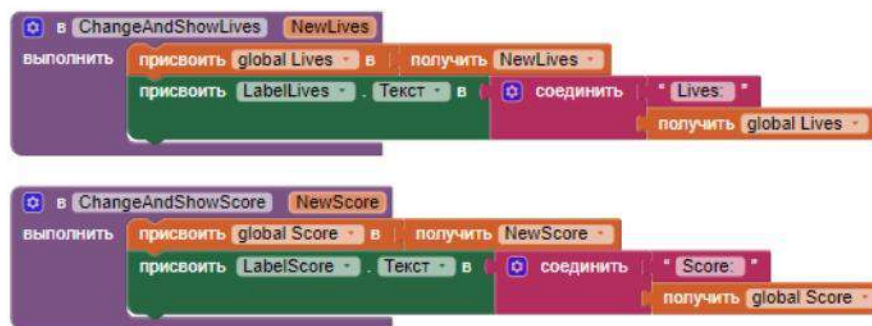 в ChangeAndShowLives NewLives
выполнить присвоить global Lives в получить NewLives
присвоить LabelLives . Текст в соединить " Lives: "
получить global Lives
в ChangeAndShowScore NewScore
выполнить присвоить global Score в получить NewScore
присвоить LabelScore . Текст в соединить " Score: "
получить global Score